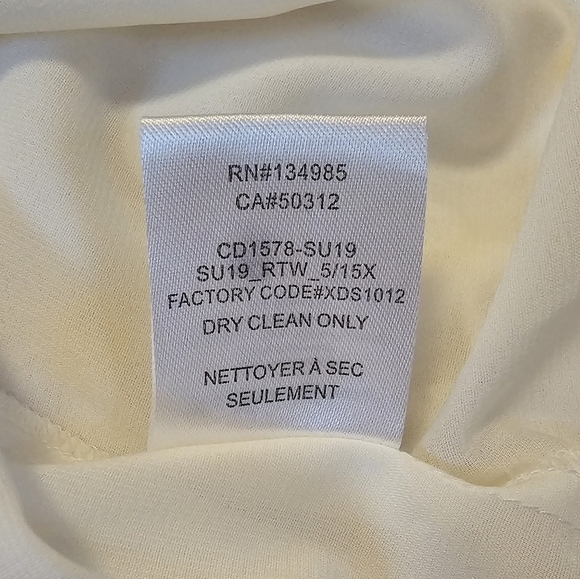 RN#134985
CA#50312
CD1578-SU19
SU19_RTW_5/15X
FACTORY CODE#XDS1012
DRY CLEAN ONLY
NETTOYER À SEC
SEULEMENT